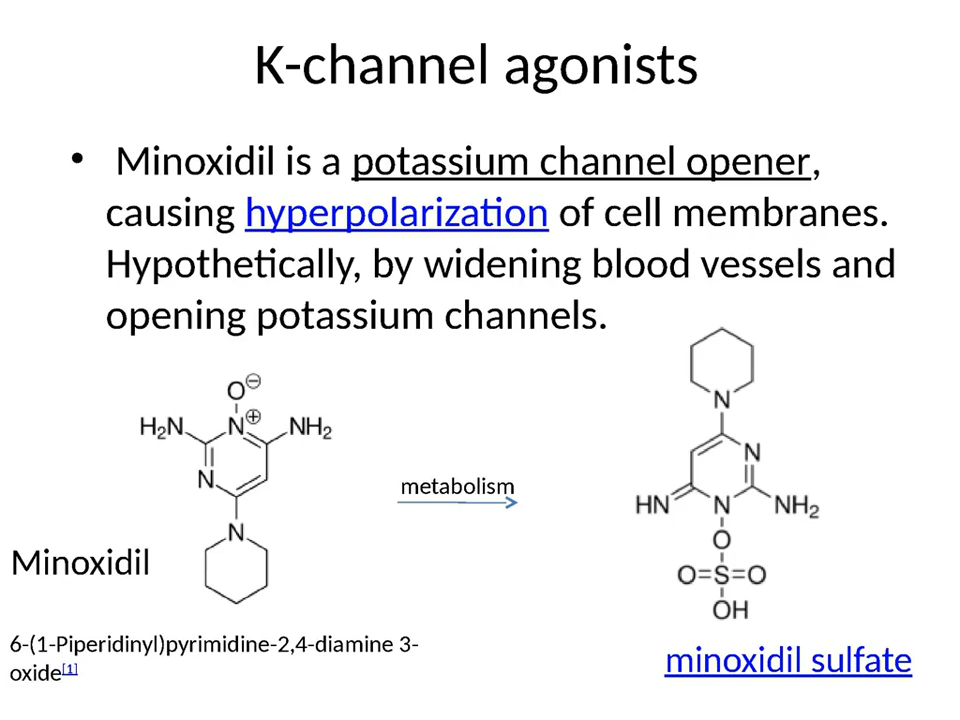 K-channel agonists
• Minoxidil is a potassium channel opener,
causing hyperpolarization of cell membranes.
Hypothetically, by widening blood vessels and
opening potassium channels.
O⊖
H₂N N⊕ NH₂
N
N
metabolism
Minoxidil
6-(1-Piperidinyl)pyrimidine-2,4-diamine 3-
oxide[1]
N
N
HN N NH₂
O
O=S=O
OH
minoxidil sulfate